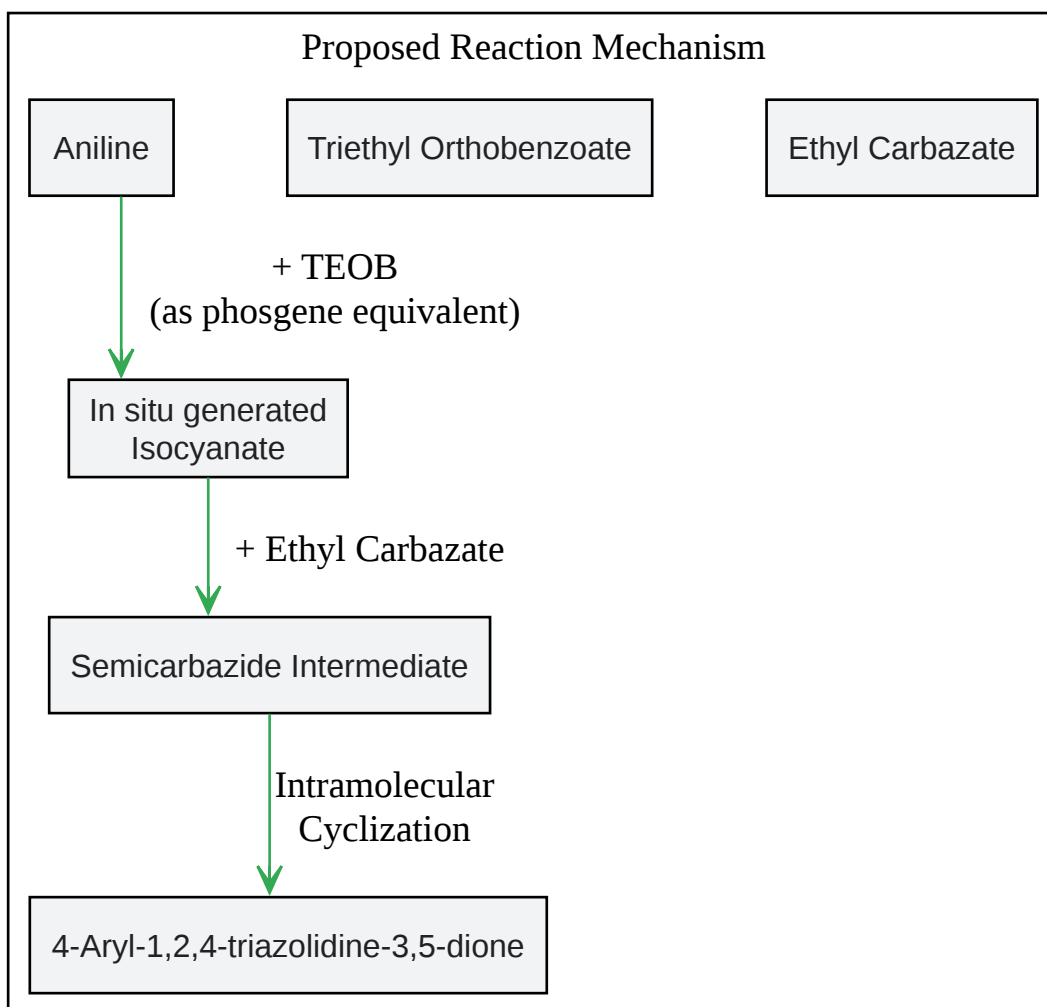 Proposed Reaction Mechanism
Aniline
Triethyl Orthobenzoate
Ethyl Carbazate
+ TEOB
(as phosgene equivalent)
In situ generated
Isocyanate
+ Ethyl Carbazate
Semicarbazide Intermediate
Intramolecular
Cyclization
4-Aryl-1,2,4-triazolidine-3,5-dione